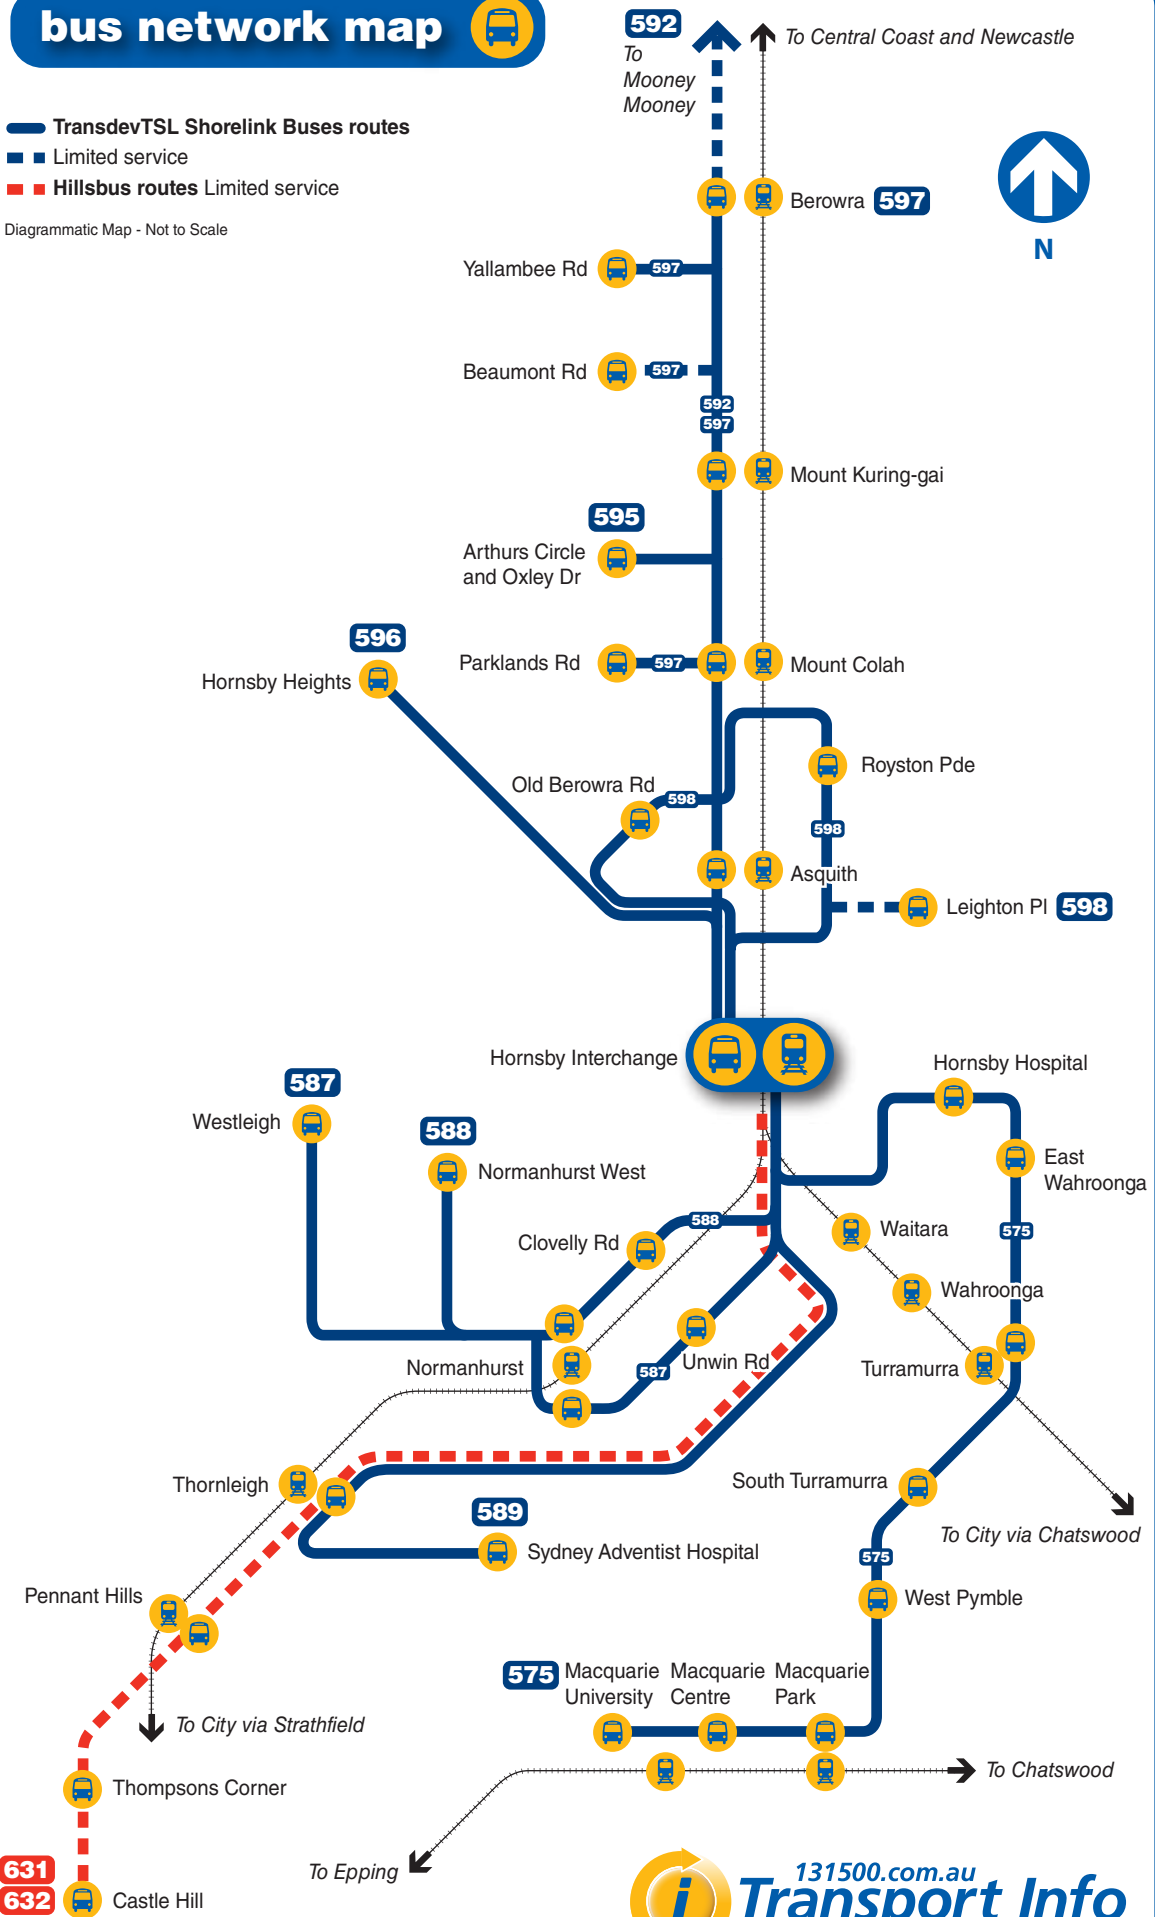 bus network map
592
To
Mooney
Mooney
To Central Coast and Newcastle
TransdevTSL Shorelink Buses routes
Limited service
Hillsbus routes Limited service
Diagrammatic Map - Not to Scale
N
Berowra 597
Yallambee Rd 597
Beaumont Rd 597
592
597
Mount Kuring-gai
595
Arthurs Circle
and Oxley Dr
596
Hornsby Heights
Parklands Rd 597
Mount Colah
Old Berowra Rd
598
Royston Pde
598
Asquith
Leighton Pl 598
Hornsby Interchange
Hornsby Hospital
587
Westleigh
588
Normanhurst West
East
Wahroonga
588
575
Clovelly Rd
Waitara
Wahroonga
Normanhurst
Unwin Rd
587
Turramurra
Thornleigh
South Turramurra
589
Sydney Adventist Hospital
To City via Chatswood
575
Pennant Hills
West Pymble
575
Macquarie
University
Macquarie
Centre
Macquarie
Park
To City via Strathfield
To Chatswood
Thompsons Corner
To Epping
631
632
Castle Hill
131500.com.au
i
Transport Info